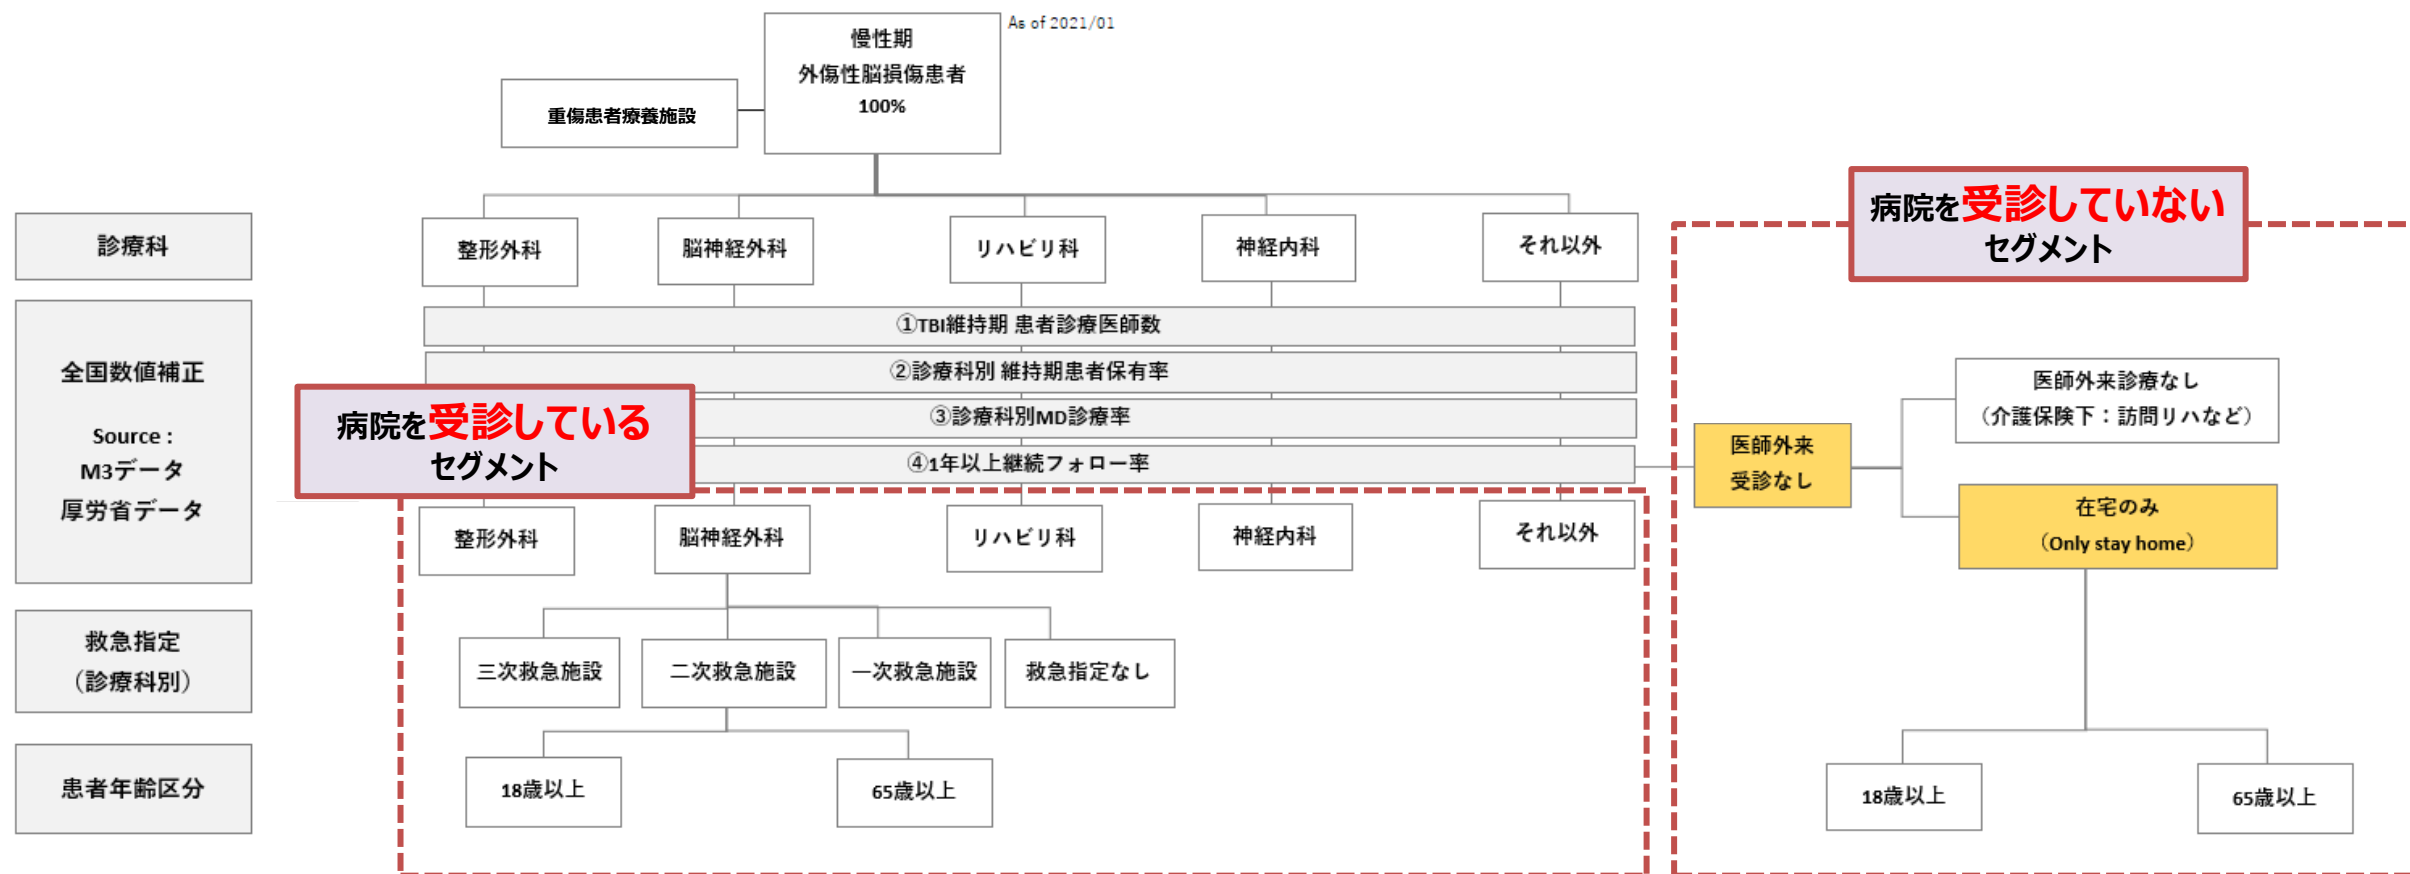 As of 2021/01
慢性期
外傷性脳損傷患者
100%
重傷患者療養施設
病院を受診していない
セグメント
診療科
整形外科
脳神経外科
リハビリ科
神経内科
それ以外
全国数値補正
Source :
M3データ
厚労省データ
①TBI維持期 患者診療医師数
②診療科別 維持期患者保有率
③診療科別MD診療率
④1年以上継続フォロー率
病院を受診している
セグメント
医師外来
受診なし
医師外来診療なし
（介護保険下：訪問リハなど）
在宅のみ
（Only stay home）
整形外科
脳神経外科
リハビリ科
神経内科
それ以外
救急指定
（診療科別）
三次救急施設
二次救急施設
一次救急施設
救急指定なし
患者年齢区分
18歳以上
65歳以上
18歳以上
65歳以上